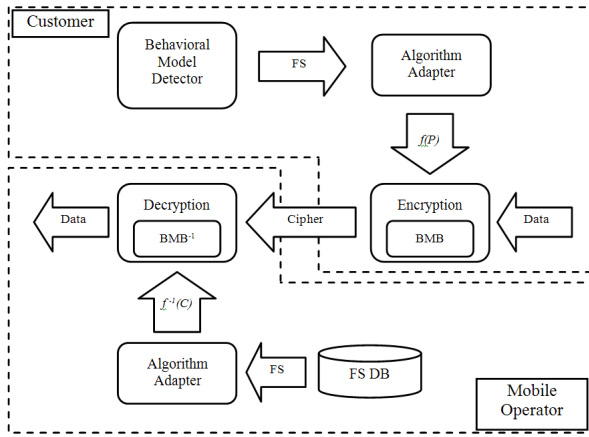 Customer
Behavioral
Model
Detector
FS
Algorithm
Adapter
f(P)
Decryption
BMB⁻¹
Data
Cipher
Encryption
BMB
Data
f⁻¹(C)
Algorithm
Adapter
FS
FS DB
Mobile
Operator